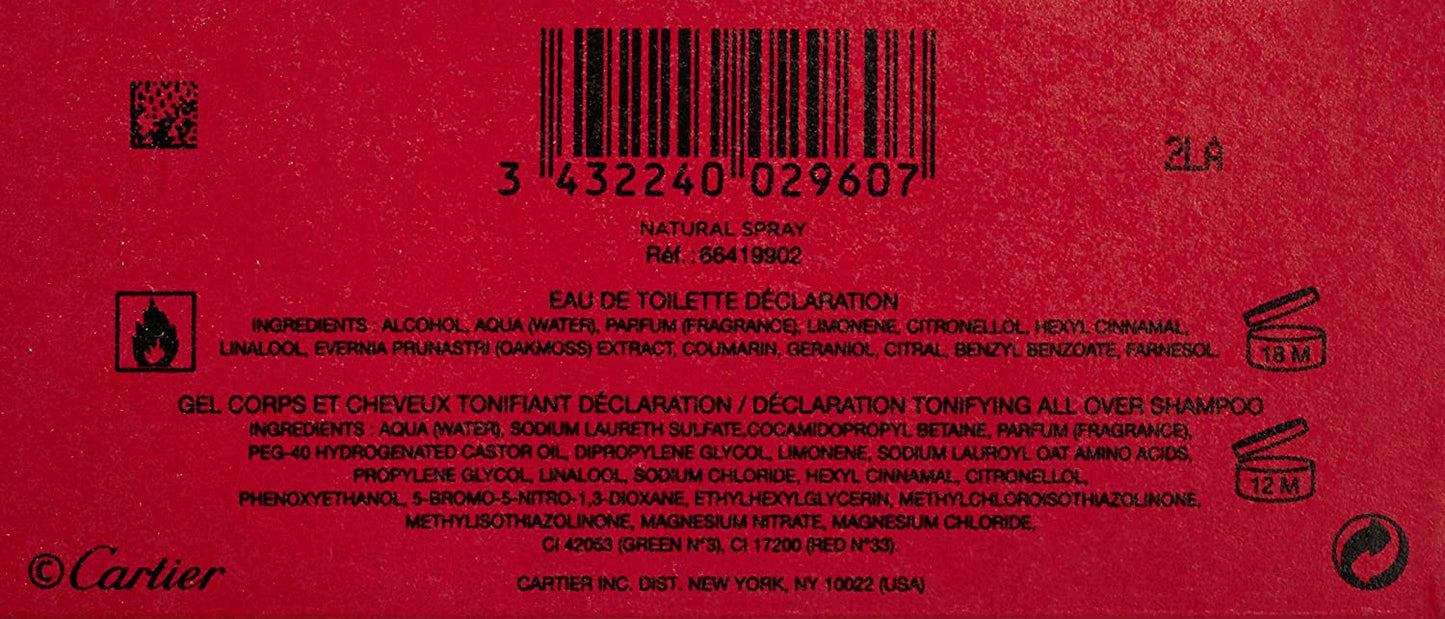 2LA
3 432240 029607
NATURAL SPRAY
Réf. : 66419902
EAU DE TOILETTE DÉCLARATION
INGREDIENTS : ALCOHOL, AQUA (WATER), PARFUM (FRAGRANCE), LIMONENE, CITRONELLOL, HEXYL CINNAMAL,
LINALOOL, EVERNIA PRUNASTRI (OAKMOSS) EXTRACT, COUMARIN, GERANIOL, CITRAL, BENZYL BENZOATE, FARNESOL.
18 M
GEL CORPS ET CHEVEUX TONIFIANT DÉCLARATION / DÉCLARATION TONIFYING ALL OVER SHAMPOO
INGREDIENTS : AQUA (WATER), SODIUM LAURETH SULFATE,COCAMIDOPROPYL BETAINE, PARFUM (FRAGRANCE),
PEG-40 HYDROGENATED CASTOR OIL, DIPROPYLENE GLYCOL, LIMONENE, SODIUM LAUROYL OAT AMINO ACIDS,
PROPYLENE GLYCOL, LINALOOL, SODIUM CHLORIDE, HEXYL CINNAMAL, CITRONELLOL,
PHENOXYETHANOL, 5-BROMO-5-NITRO-1,3-DIOXANE, ETHYLHEXYLGLYCERIN, METHYLCHLOROISOTHIAZOLINONE,
METHYLISOTHIAZOLINONE, MAGNESIUM NITRATE, MAGNESIUM CHLORIDE,
CI 42053 (GREEN N°3), CI 17200 (RED N°33).
12 M
©Cartier
CARTIER INC. DIST. NEW YORK, NY 10022 (USA)